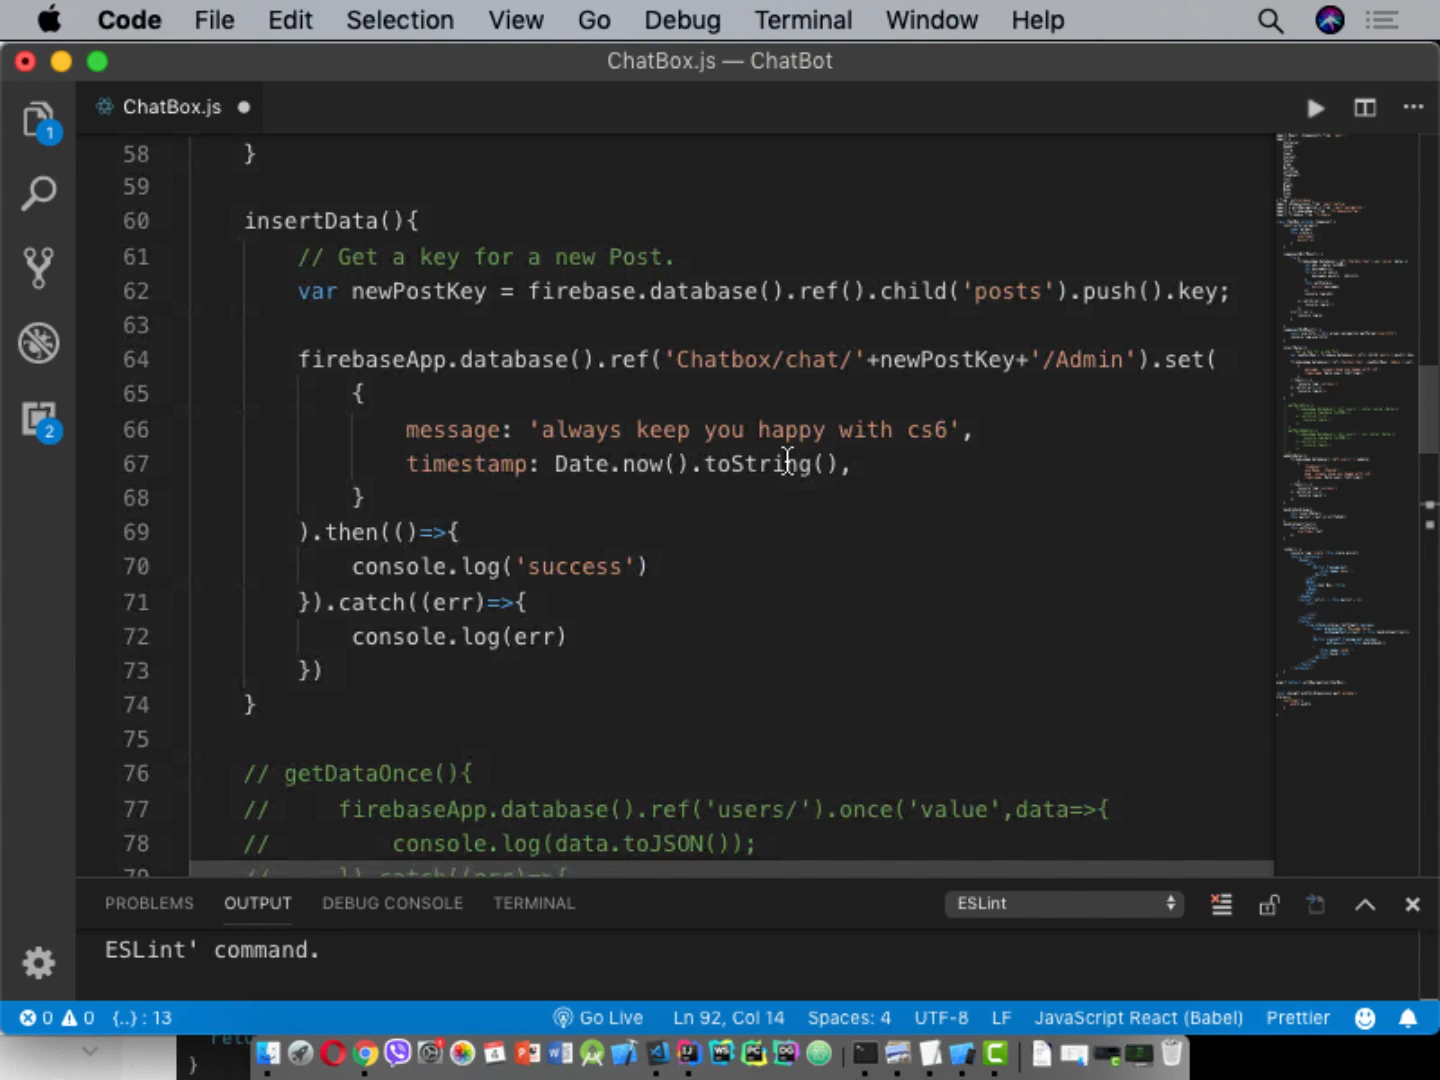 Code File Edit Selection View Go Debug Terminal Window Help
ChatBox.js — ChatBot
ChatBox.js
1
2
58 }
59
60 insertData(){
61 // Get a key for a new Post.
62 var newPostKey = firebase.database().ref().child('posts').push().key;
63
64 firebaseApp.database().ref('Chatbox/chat/'+newPostKey+'/Admin').set(
65 {
66 message: 'always keep you happy with cs6',
67 timestamp: Date.now().toString(),
68 }
69 ).then(()=>{
70 console.log('success')
71 }).catch((err)=>{
72 console.log(err)
73 })
74 }
75
76 // getDataOnce(){
77 // firebaseApp.database().ref('users/').once('value',data=>{
78 // console.log(data.toJSON());
79 // }).catch((err)=>{
PROBLEMS OUTPUT DEBUG CONSOLE TERMINAL ESLint
ESLint' command.
0 0 {..} : 13 Go Live Ln 92, Col 14 Spaces: 4 UTF-8 LF JavaScript React (Babel) Prettier
}